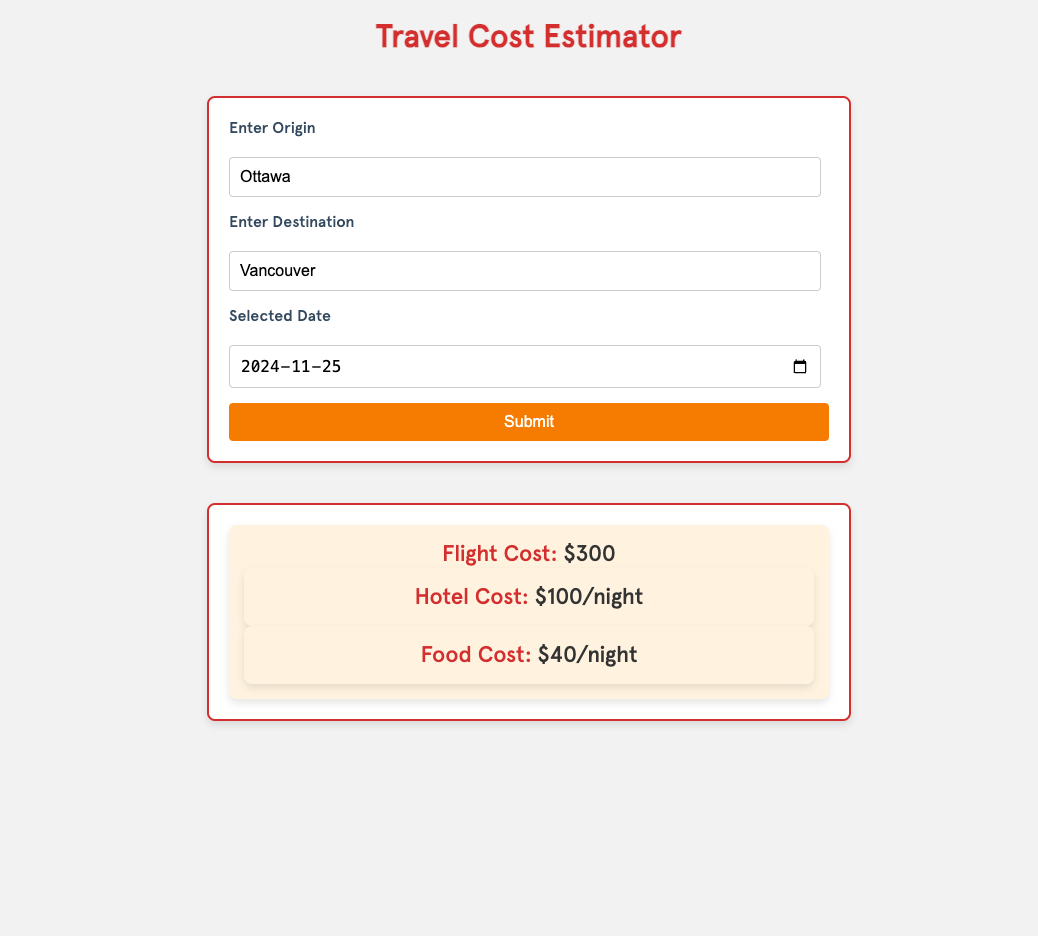 Travel Cost Estimator
Enter Origin
Ottawa
Enter Destination
Vancouver
Selected Date
2024-11-25
Submit
Flight Cost: $300
Hotel Cost: $100/night
Food Cost: $40/night